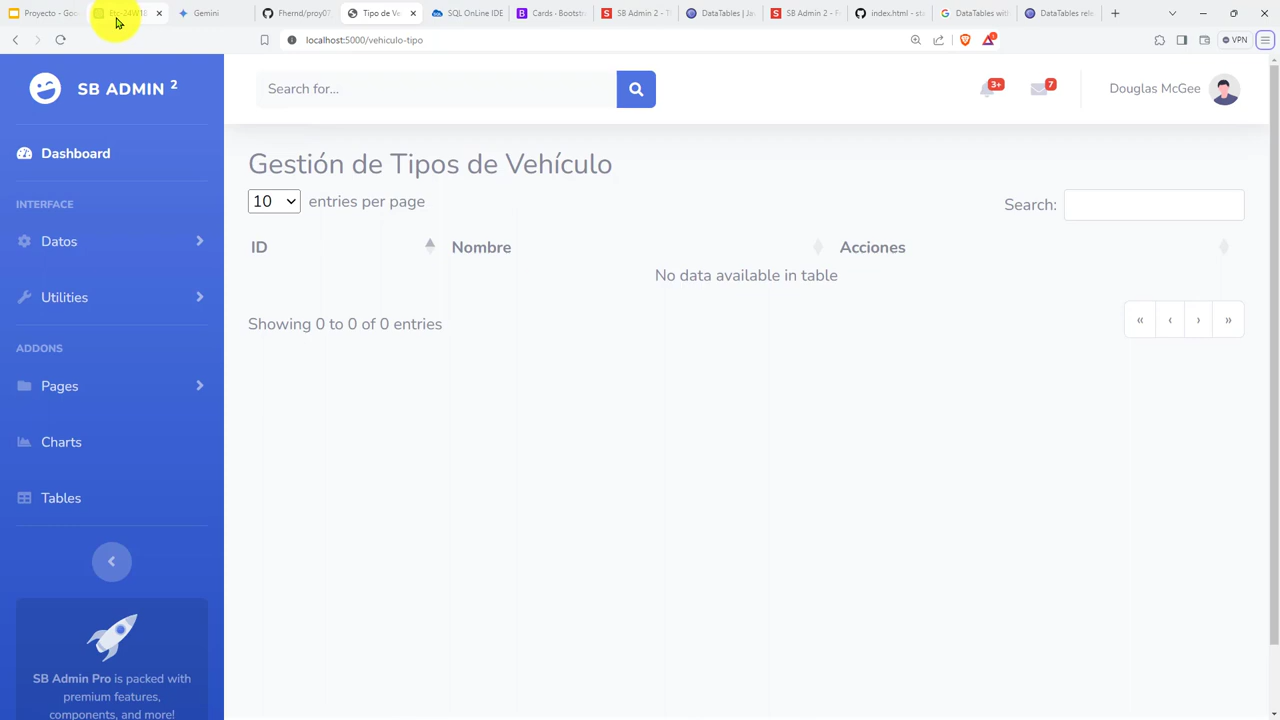 Proyecto - Goo
Etc-24W1E
Gemini
Fhernd/proy07
Tipo de Ve
SQL OnLine IDE
Cards · Bootstr
SB Admin 2 - T
DataTables | Ja
SB Admin 2 - F
index.html - sta
DataTables with
DataTables rele
localhost:5000/vehiculo-tipo
VPN
SB ADMIN 2
Search for...
3+
7
Douglas McGee
Dashboard
INTERFACE
Datos
Utilities
ADDONS
Pages
Charts
Tables
SB Admin Pro is packed with
premium features,
components, and more!
Gestión de Tipos de Vehículo
10 entries per page
Search:
ID Nombre Acciones
No data available in table
Showing 0 to 0 of 0 entries
« ‹ › »